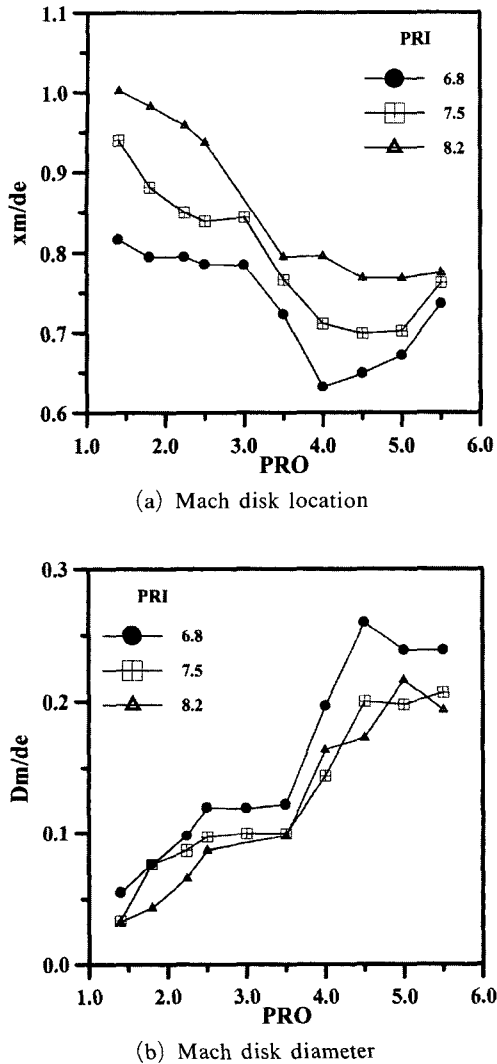 1.1
PRI
6.8
7.5
8.2
1.0
0.9
0.8
0.7
0.6
xm/de
1.0 2.0 3.0 4.0 5.0 6.0
PRO
(a) Mach disk location
0.3
PRI
6.8
7.5
8.2
0.2
0.1
0.0
Dm/de
1.0 2.0 3.0 4.0 5.0 6.0
PRO
(b) Mach disk diameter